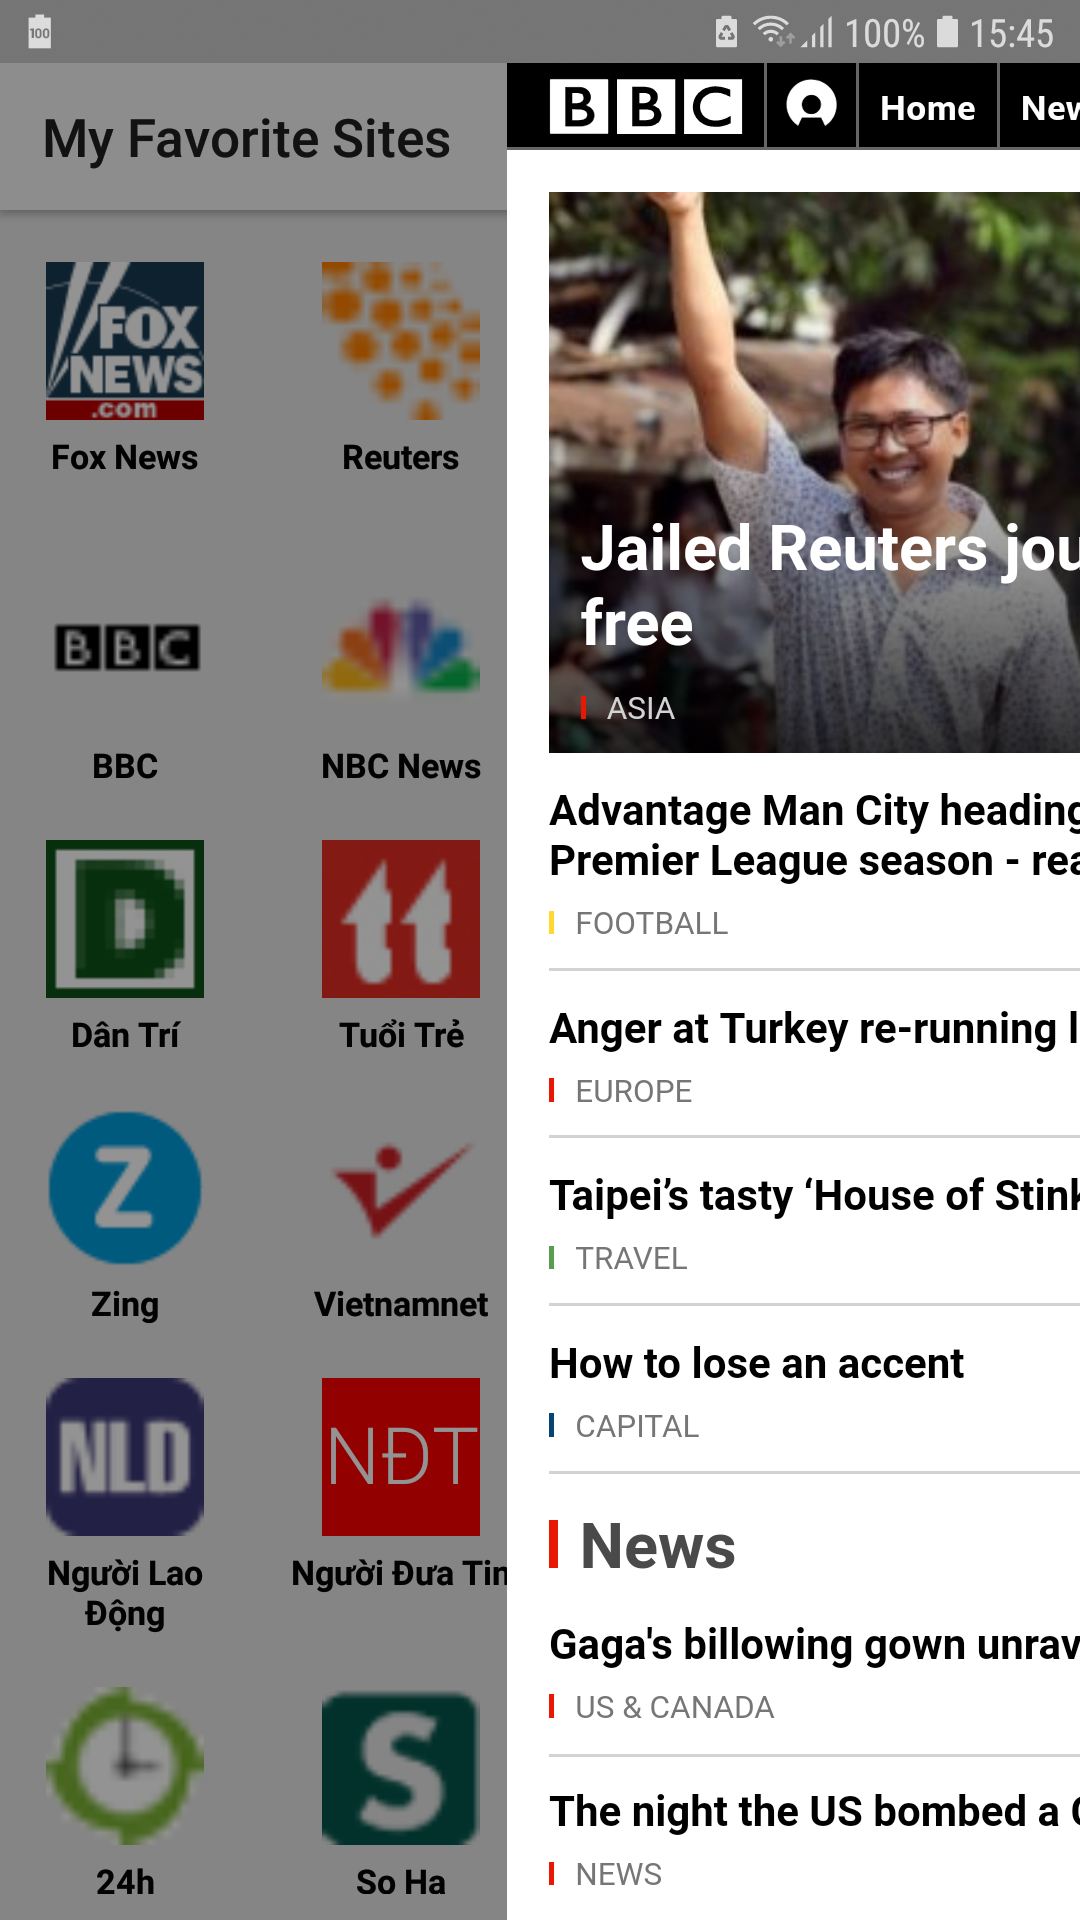 100
100%
15:45
My Favorite Sites
FOX
NEWS
.com
Fox News
Reuters
BBC
BBC
NBC News
D
Dân Trí
tt
Tuổi Trẻ
Z
Zing
Vietnamnet
NLD
Người Lao
Động
NĐT
Người Đưa Tin
24h
S
So Ha
BBC
Home
New
Jailed Reuters jou
free
ASIA
Advantage Man City heading
Premier League season - rea
FOOTBALL
Anger at Turkey re-running l
EUROPE
Taipei’s tasty ‘House of Stink
TRAVEL
How to lose an accent
CAPITAL
News
Gaga's billowing gown unrav
US & CANADA
The night the US bombed a C
NEWS